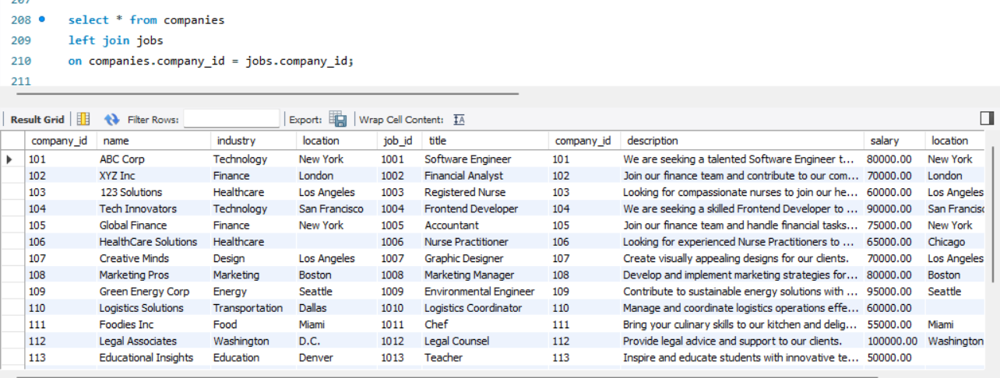 207
208 select * from companies
209 left join jobs
210 on companies.company_id = jobs.company_id;
211
Result Grid Filter Rows: Export: Wrap Cell Content: IA
company_id name industry location job_id title company_id description salary location
101 ABC Corp Technology New York 1001 Software Engineer 101 We are seeking a talented Software Engineer t... 80000.00 New York
102 XYZ Inc Finance London 1002 Financial Analyst 102 Join our finance team and contribute to our com... 70000.00 London
103 123 Solutions Healthcare Los Angeles 1003 Registered Nurse 103 Looking for compassionate nurses to join our he... 60000.00 Los Angeles
104 Tech Innovators Technology San Francisco 1004 Frontend Developer 104 We are seeking a skilled Frontend Developer to ... 90000.00 San Francisc
105 Global Finance Finance New York 1005 Accountant 105 Join our finance team and handle financial tasks... 75000.00 New York
106 HealthCare Solutions Healthcare 1006 Nurse Practitioner 106 Looking for experienced Nurse Practitioners to ... 65000.00 Chicago
107 Creative Minds Design Los Angeles 1007 Graphic Designer 107 Create visually appealing designs for our clients. 70000.00 Los Angeles
108 Marketing Pros Marketing Boston 1008 Marketing Manager 108 Develop and implement marketing strategies for... 80000.00 Boston
109 Green Energy Corp Energy Seattle 1009 Environmental Engineer 109 Contribute to sustainable energy solutions with ... 95000.00 Seattle
110 Logistics Solutions Transportation Dallas 1010 Logistics Coordinator 110 Manage and coordinate logistics operations effe... 60000.00
111 Foodies Inc Food Miami 1011 Chef 111 Bring your culinary skills to our kitchen and delig... 55000.00 Miami
112 Legal Associates Washington D.C. 1012 Legal Counsel 112 Provide legal advice and support to our clients. 100000.00 Washington
113 Educational Insights Education Denver 1013 Teacher 113 Inspire and educate students with innovative te... 50000.00